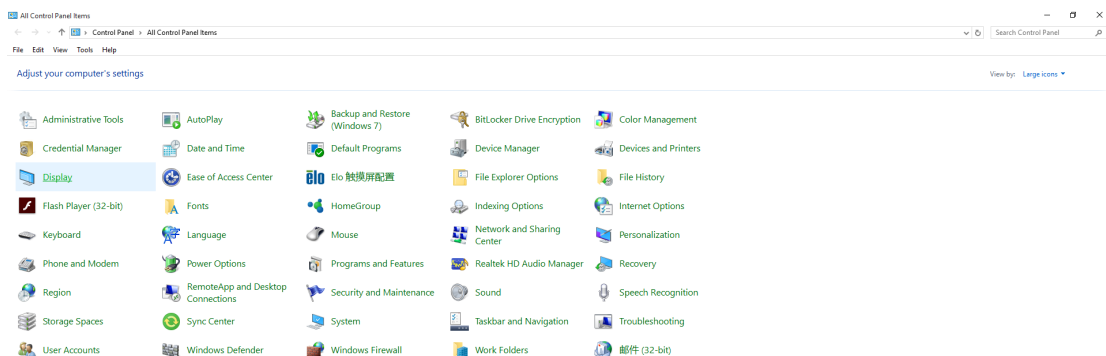 All Control Panel Items
Control Panel > All Control Panel Items
Search Control Panel
File Edit View Tools Help
Adjust your computer's settings
View by: Large icons
Administrative Tools
AutoPlay
Backup and Restore
(Windows 7)
BitLocker Drive Encryption
Color Management
Credential Manager
Date and Time
Default Programs
Device Manager
Devices and Printers
Display
Ease of Access Center
elo
Elo 触摸屏配置
File Explorer Options
File History
Flash Player (32-bit)
Fonts
HomeGroup
Indexing Options
Internet Options
Keyboard
Language
Mouse
Network and Sharing
Center
Personalization
Phone and Modem
Power Options
Programs and Features
Realtek HD Audio Manager
Recovery
Region
RemoteApp and Desktop
Connections
Security and Maintenance
Sound
Speech Recognition
Storage Spaces
Sync Center
System
Taskbar and Navigation
Troubleshooting
User Accounts
Windows Defender
Windows Firewall
Work Folders
邮件 (32-bit)